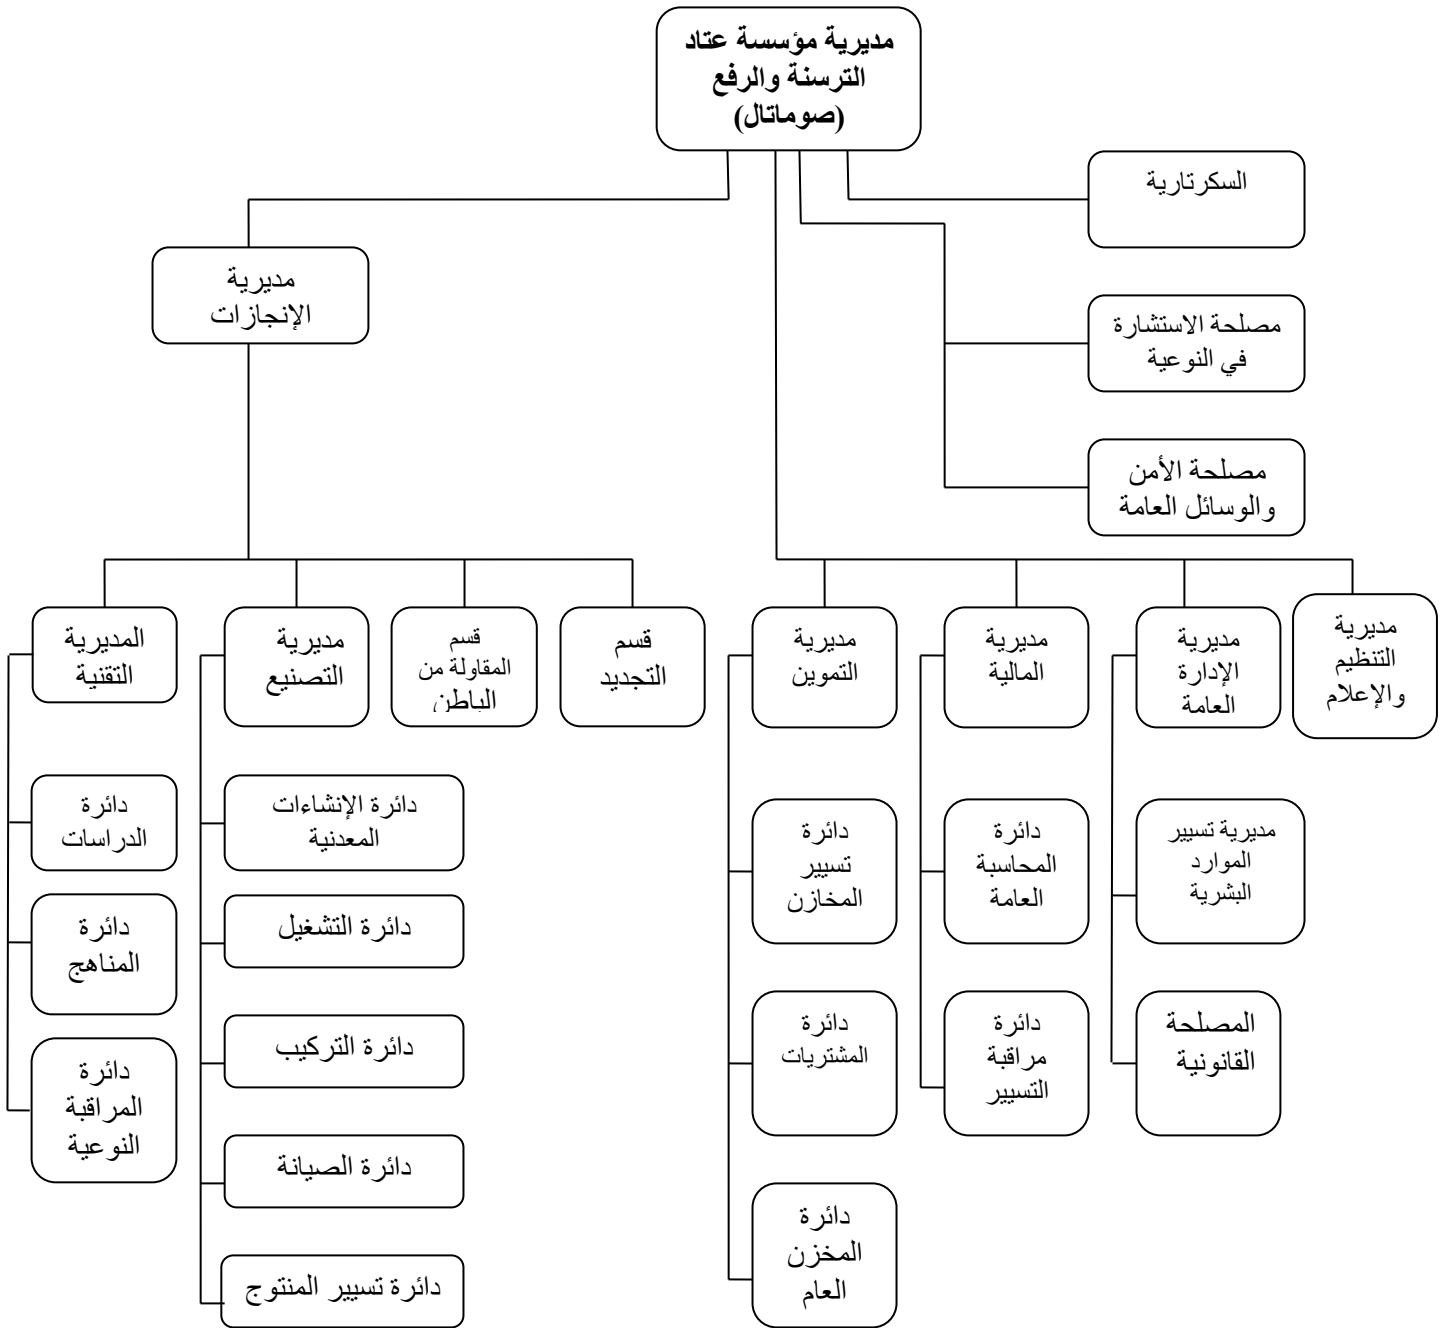 مديرية مؤسسة عتاد
الترسنة والرفع
(صوماتال)
السكرتارية
مديرية
الإنجازات
مصلحة الاستشارة
في النوعية
مصلحة الأمن
والوسائل العامة
مديرية
التنظيم
والإعلام
مديرية
الإدارة
العامة
مديرية
المالية
مديرية
التموين
قسم
التجديد
قسم
المقاولة من
الباطن
مديرية
التصنيع
المديرية
التقنية
مديرية تسيير
الموارد
البشرية
المصلحة
القانونية
دائرة
المحاسبة
العامة
دائرة
مراقبة
التسيير
دائرة
تسيير
المخازن
دائرة
المشتريات
دائرة
المخزن
العام
دائرة الإنشاءات
المعدنية
دائرة التشغيل
دائرة التركيب
دائرة الصيانة
دائرة تسيير المنتوج
دائرة
الدراسات
دائرة
المناهج
دائرة
المراقبة
النوعية